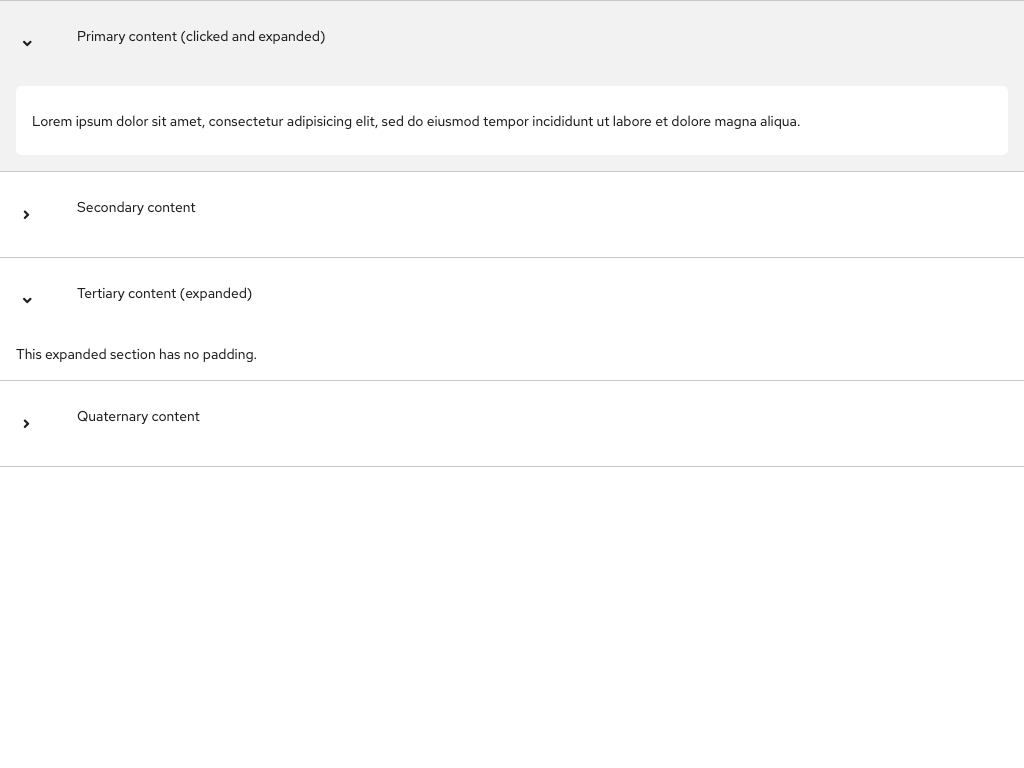 Primary content (clicked and expanded)
Lorem ipsum dolor sit amet, consectetur adipisicing elit, sed do eiusmod tempor incididunt ut labore et dolore magna aliqua.
Secondary content
Tertiary content (expanded)
This expanded section has no padding.
Quaternary content